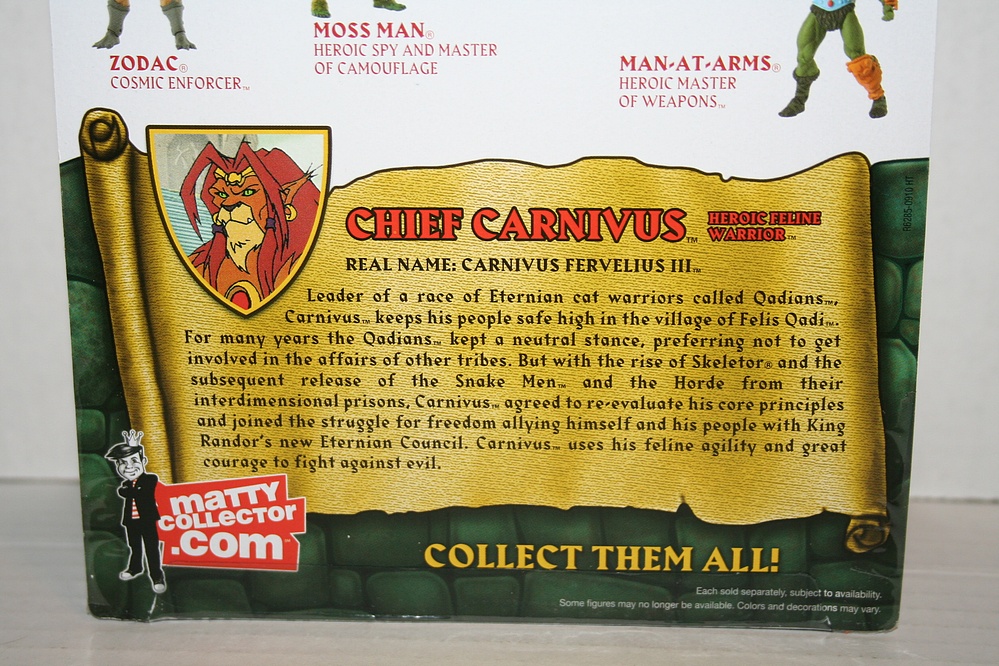 ZODAC®
COSMIC ENFORCER™
MOSS MAN®
HEROIC SPY AND MASTER
OF CAMOUFLAGE
MAN-AT-ARMS®
HEROIC MASTER
OF WEAPONS™
CHIEF CARNIVUS™
HEROIC FELINE
WARRIOR™
REAL NAME: CARNIVUS FERVELIUS III™
Leader of a race of Eternian cat warriors called Qadians™,
Carnivus™ keeps his people safe high in the village of Felis Qadi™.
For many years the Qadians™ kept a neutral stance, preferring not to get
involved in the affairs of other tribes. But with the rise of Skeletor® and the
subsequent release of the Snake Men™ and the Horde from their
interdimensional prisons, Carnivus™ agreed to re-evaluate his core principles
and joined the struggle for freedom allying himself and his people with King
Randor's new Eternian Council. Carnivus™ uses his feline agility and great
courage to fight against evil.
R6285-0910 HT
matty
collector
.com℠
COLLECT THEM ALL!
Each sold separately, subject to availability.
Some figures may no longer be available. Colors and decorations may vary.